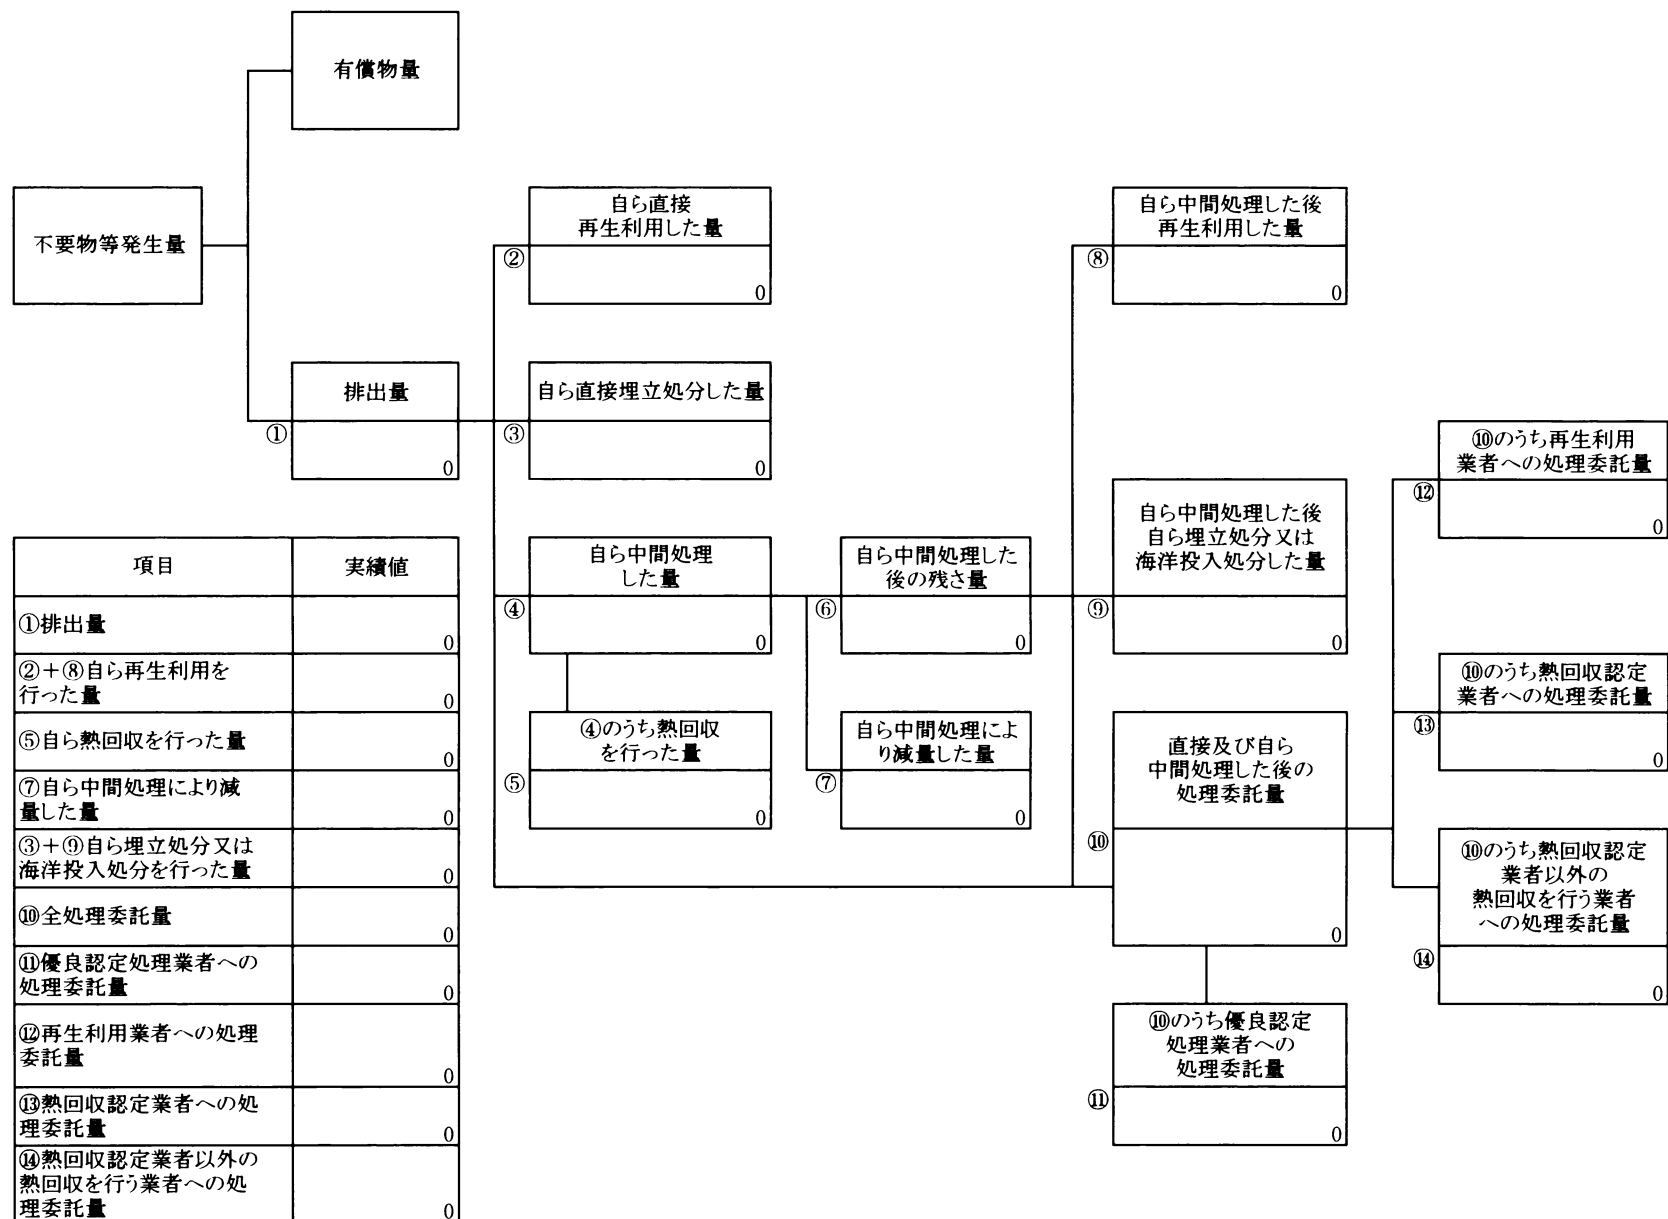 有償物量
不要物等発生量
排出量
①
0
自ら直接
再生利用した量
②
0
自ら直接埋立処分した量
③
0
自ら中間処理
した量
④
0
④のうち熱回収
を行った量
⑤
0
自ら中間処理した
後の残さ量
⑥
0
自ら中間処理によ
り減量した量
⑦
0
自ら中間処理した後
再生利用した量
⑧
0
自ら中間処理した後
自ら埋立処分又は
海洋投入処分した量
⑨
0
直接及び自ら
中間処理した後の
処理委託量
⑩
0
⑩のうち優良認定
処理業者への
処理委託量
⑪
0
⑩のうち再生利用
業者への処理委託量
⑫
0
⑩のうち熱回収認定
業者への処理委託量
⑬
0
⑩のうち熱回収認定
業者以外の
熱回収を行う業者
への処理委託量
⑭
0
項目 実績値
①排出量
0
②+⑧自ら再生利用を
行った量
0
⑤自ら熱回収を行った量
0
⑦自ら中間処理により減
量した量
0
③+⑨自ら埋立処分又は
海洋投入処分を行った量
0
⑩全処理委託量
0
⑪優良認定処理業者への
処理委託量
0
⑫再生利用業者への処理
委託量
0
⑬熱回収認定業者への処
理委託量
0
⑭熱回収認定業者以外の
熱回収を行う業者への処
理委託量
0